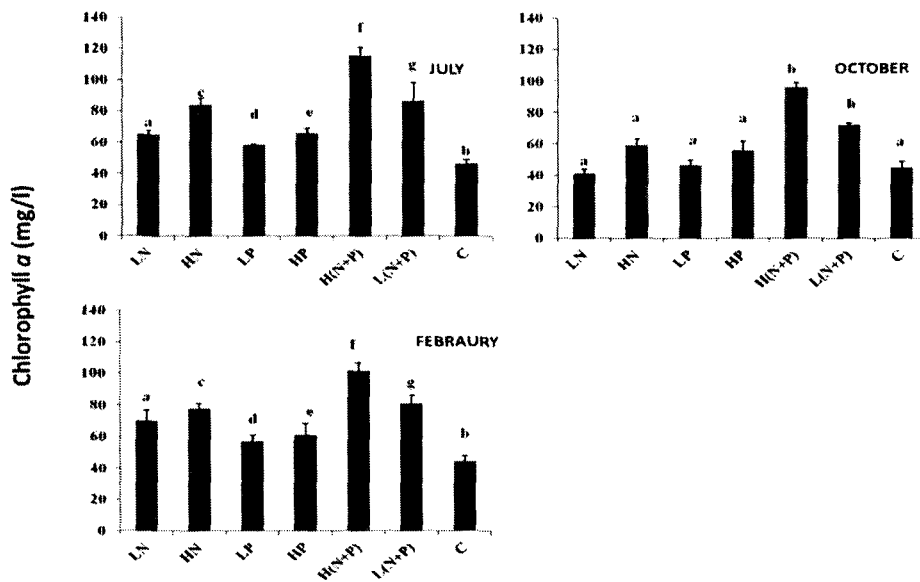 Chlorophyll a (mg/l)
JULY
140
120
100
80
60
40
20
0
a c d e f g b
LN HN LP HP H(N+P) L(N+P) C
OCTOBER
140
120
100
80
60
40
20
0
a a a a b b a
LN HN LP HP H(N+P) L(N+P) C
FEBRAURY
140
120
100
80
60
40
20
0
a c d e f g b
LN HN LP HP H(N+P) L(N+P) C